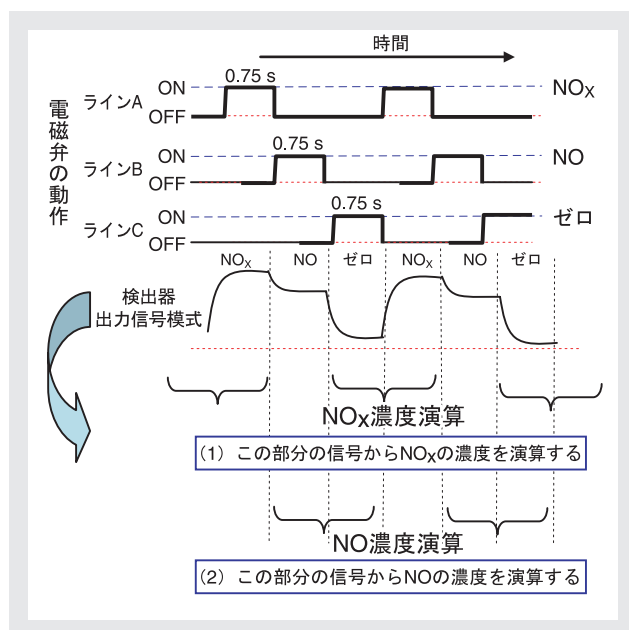 時間
電磁弁の動作
ラインA
ON
OFF
0.75 s
NOX
ラインB
ON
OFF
0.75 s
NO
ラインC
ON
OFF
0.75 s
ゼロ
NOX NO ゼロ NOX NO ゼロ
検出器
出力信号模式
NOX濃度演算
(1) この部分の信号からNOXの濃度を演算する
NO濃度演算
(2) この部分の信号からNOの濃度を演算する